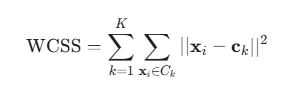 WCSS = \sum_{k=1}^{K} \sum_{\mathbf{x}_i \in C_k} ||\mathbf{x}_i - \mathbf{c}_k||^2